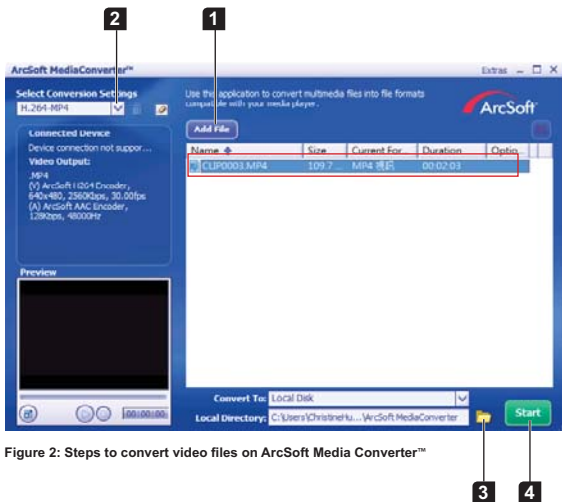 2
1
ArcSoft MediaConverter™
Extras
Select Conversion Settings
H.264-MP4
Use this application to convert multimedia files into file formats
compatible with your media player.
ArcSoft
Connected Device
Device connection not suppor...
Video Output:
.MP4
(V) ArcSoft H264 Encoder,
640x480, 2560Kbps, 30.00fps
(A) ArcSoft AAC Encoder,
128Kbps, 48000Hz
Add File
Name Size Current For... Duration Optio...
CLIP0003.MP4 109.7 ... MP4 視訊 00:02:03
Preview
00:00:00
Convert To: Local Disk
Local Directory: C:\Users\ChristineHu...\ArcSoft MediaConverter
Start
Figure 2: Steps to convert video files on ArcSoft Media Converter™
3
4